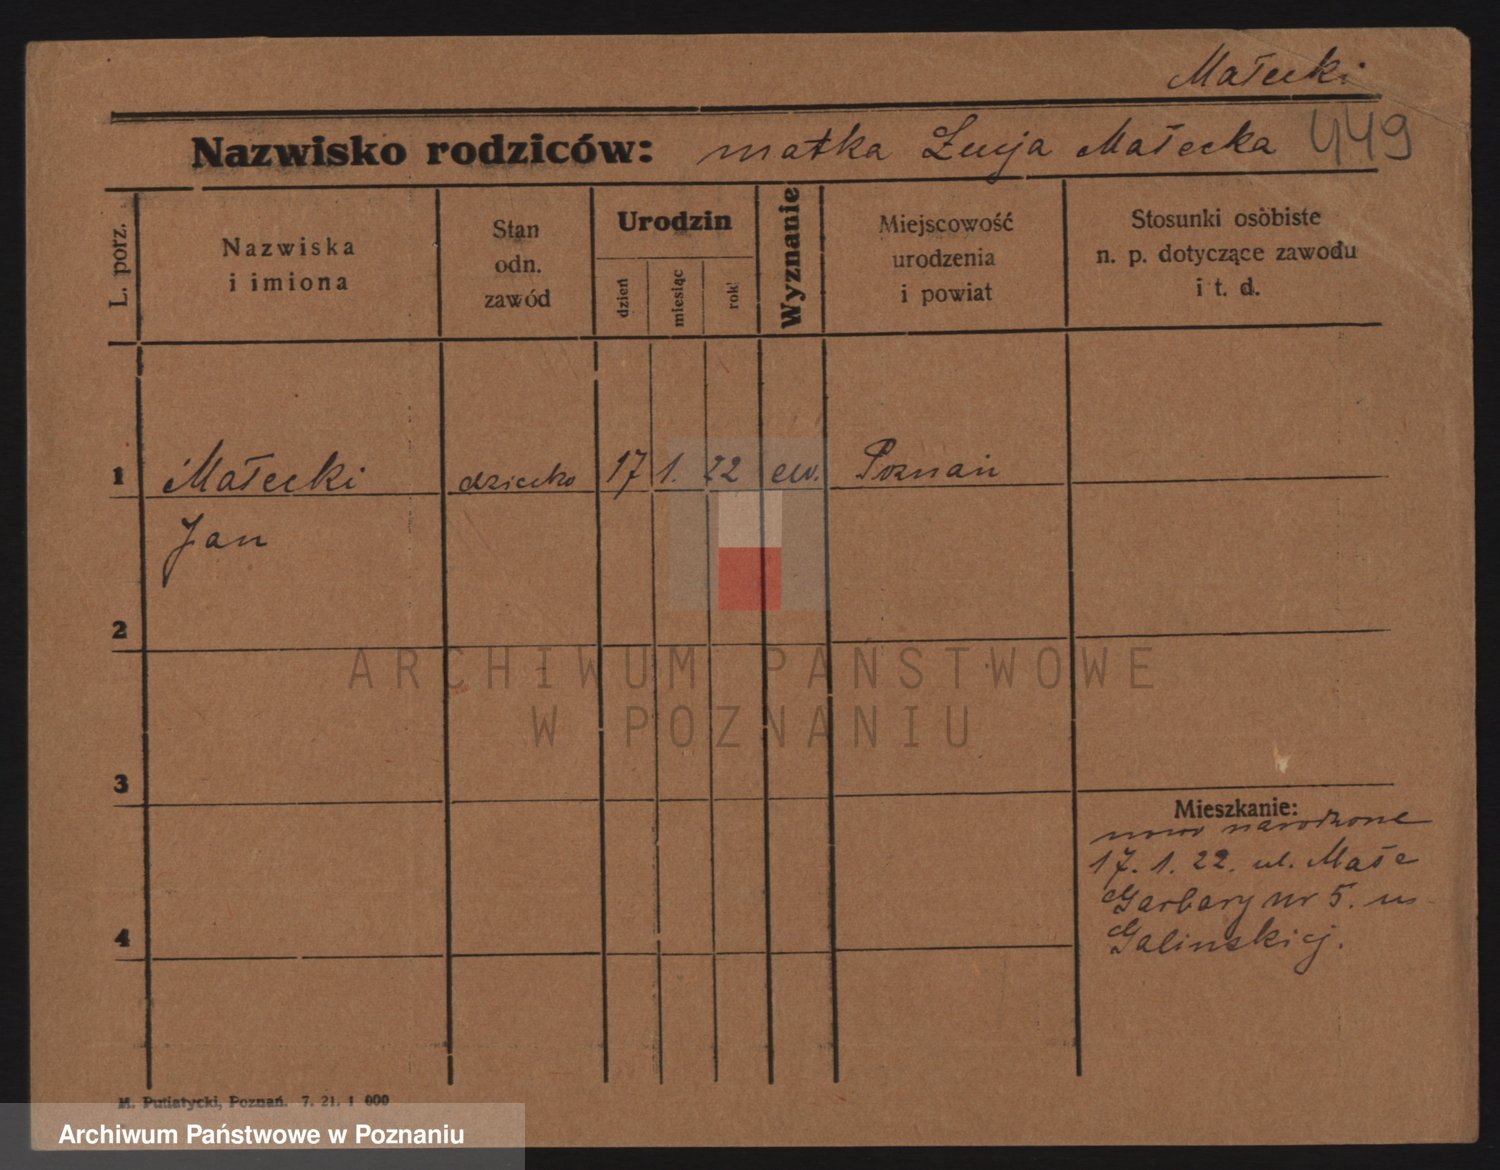 Małecki
Nazwisko rodziców: matka Łucja Małecka 449
L. porz.
Nazwiska
i imiona
Stan
odn.
zawód
Urodzin
dzień
miesiąc
rok
Wyznanie
Miejscowość
urodzenia
i powiat
Stosunki osobiste
n. p. dotyczące zawodu
i t. d.
1 Małecki dziecko 17 1. 22 ew. Poznań
Jan
2
3
4
Mieszkanie:
nowo narodzone
17. 1. 22. ul. Małe
Garbary nr 5. u
Galinskiej.
M. Putiatycki, Poznań. 7. 21. 1 000
ARCHIWUM PAŃSTWOWE
W POZNANIU
Archiwum Państwowe w Poznaniu